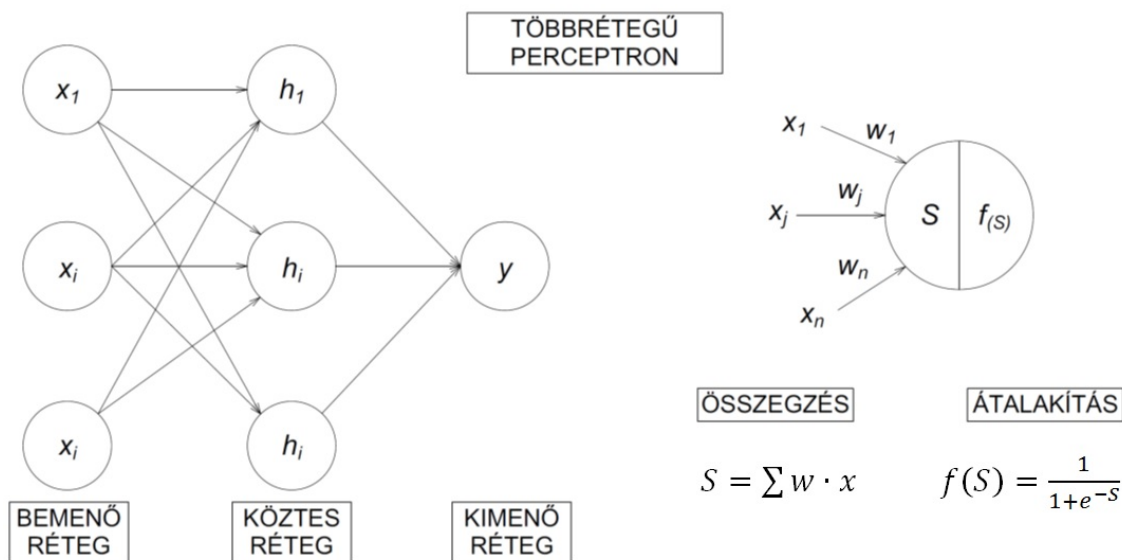 TÖBBRÉTEGŰ
PERCEPTRON
x₁
h₁
xᵢ
hᵢ
y
xᵢ
hᵢ
BEMENŐ
RÉTEG
KÖZTES
RÉTEG
KIMENŐ
RÉTEG
x₁
w₁
xⱼ
wⱼ
S
f₍S₎
wₙ
xₙ
ÖSSZEGZÉS
ÁTALAKÍTÁS
S = ∑ w · x
f(S) = 1/(1+e^-S)